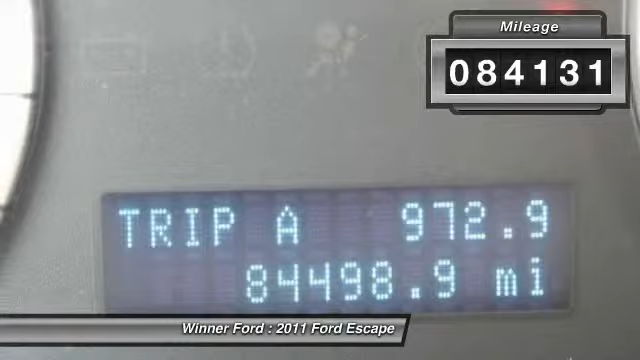 Mileage
084131
TRIP A 972.9
84498.9 mi
Winner Ford : 2011 Ford Escape